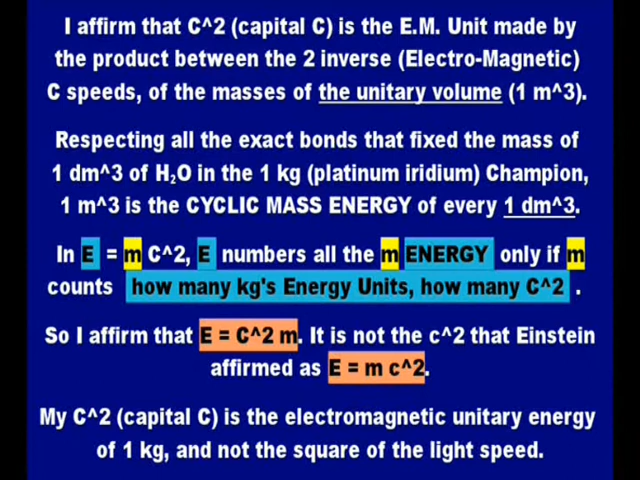 I affirm that C^2 (capital C) is the E.M. Unit made by
the product between the 2 inverse (Electro-Magnetic)
C speeds, of the masses of the unitary volume (1 m^3).
Respecting all the exact bonds that fixed the mass of
1 dm^3 of H₂O in the 1 kg (platinum iridium) Champion,
1 m^3 is the CYCLIC MASS ENERGY of every 1 dm^3.
In E = m C^2, E numbers all the m ENERGY only if m
counts how many kg's Energy Units, how many C^2 .
So I affirm that E = C^2 m. It is not the c^2 that Einstein
affirmed as E = m c^2.
My C^2 (capital C) is the electromagnetic unitary energy
of 1 kg, and not the square of the light speed.